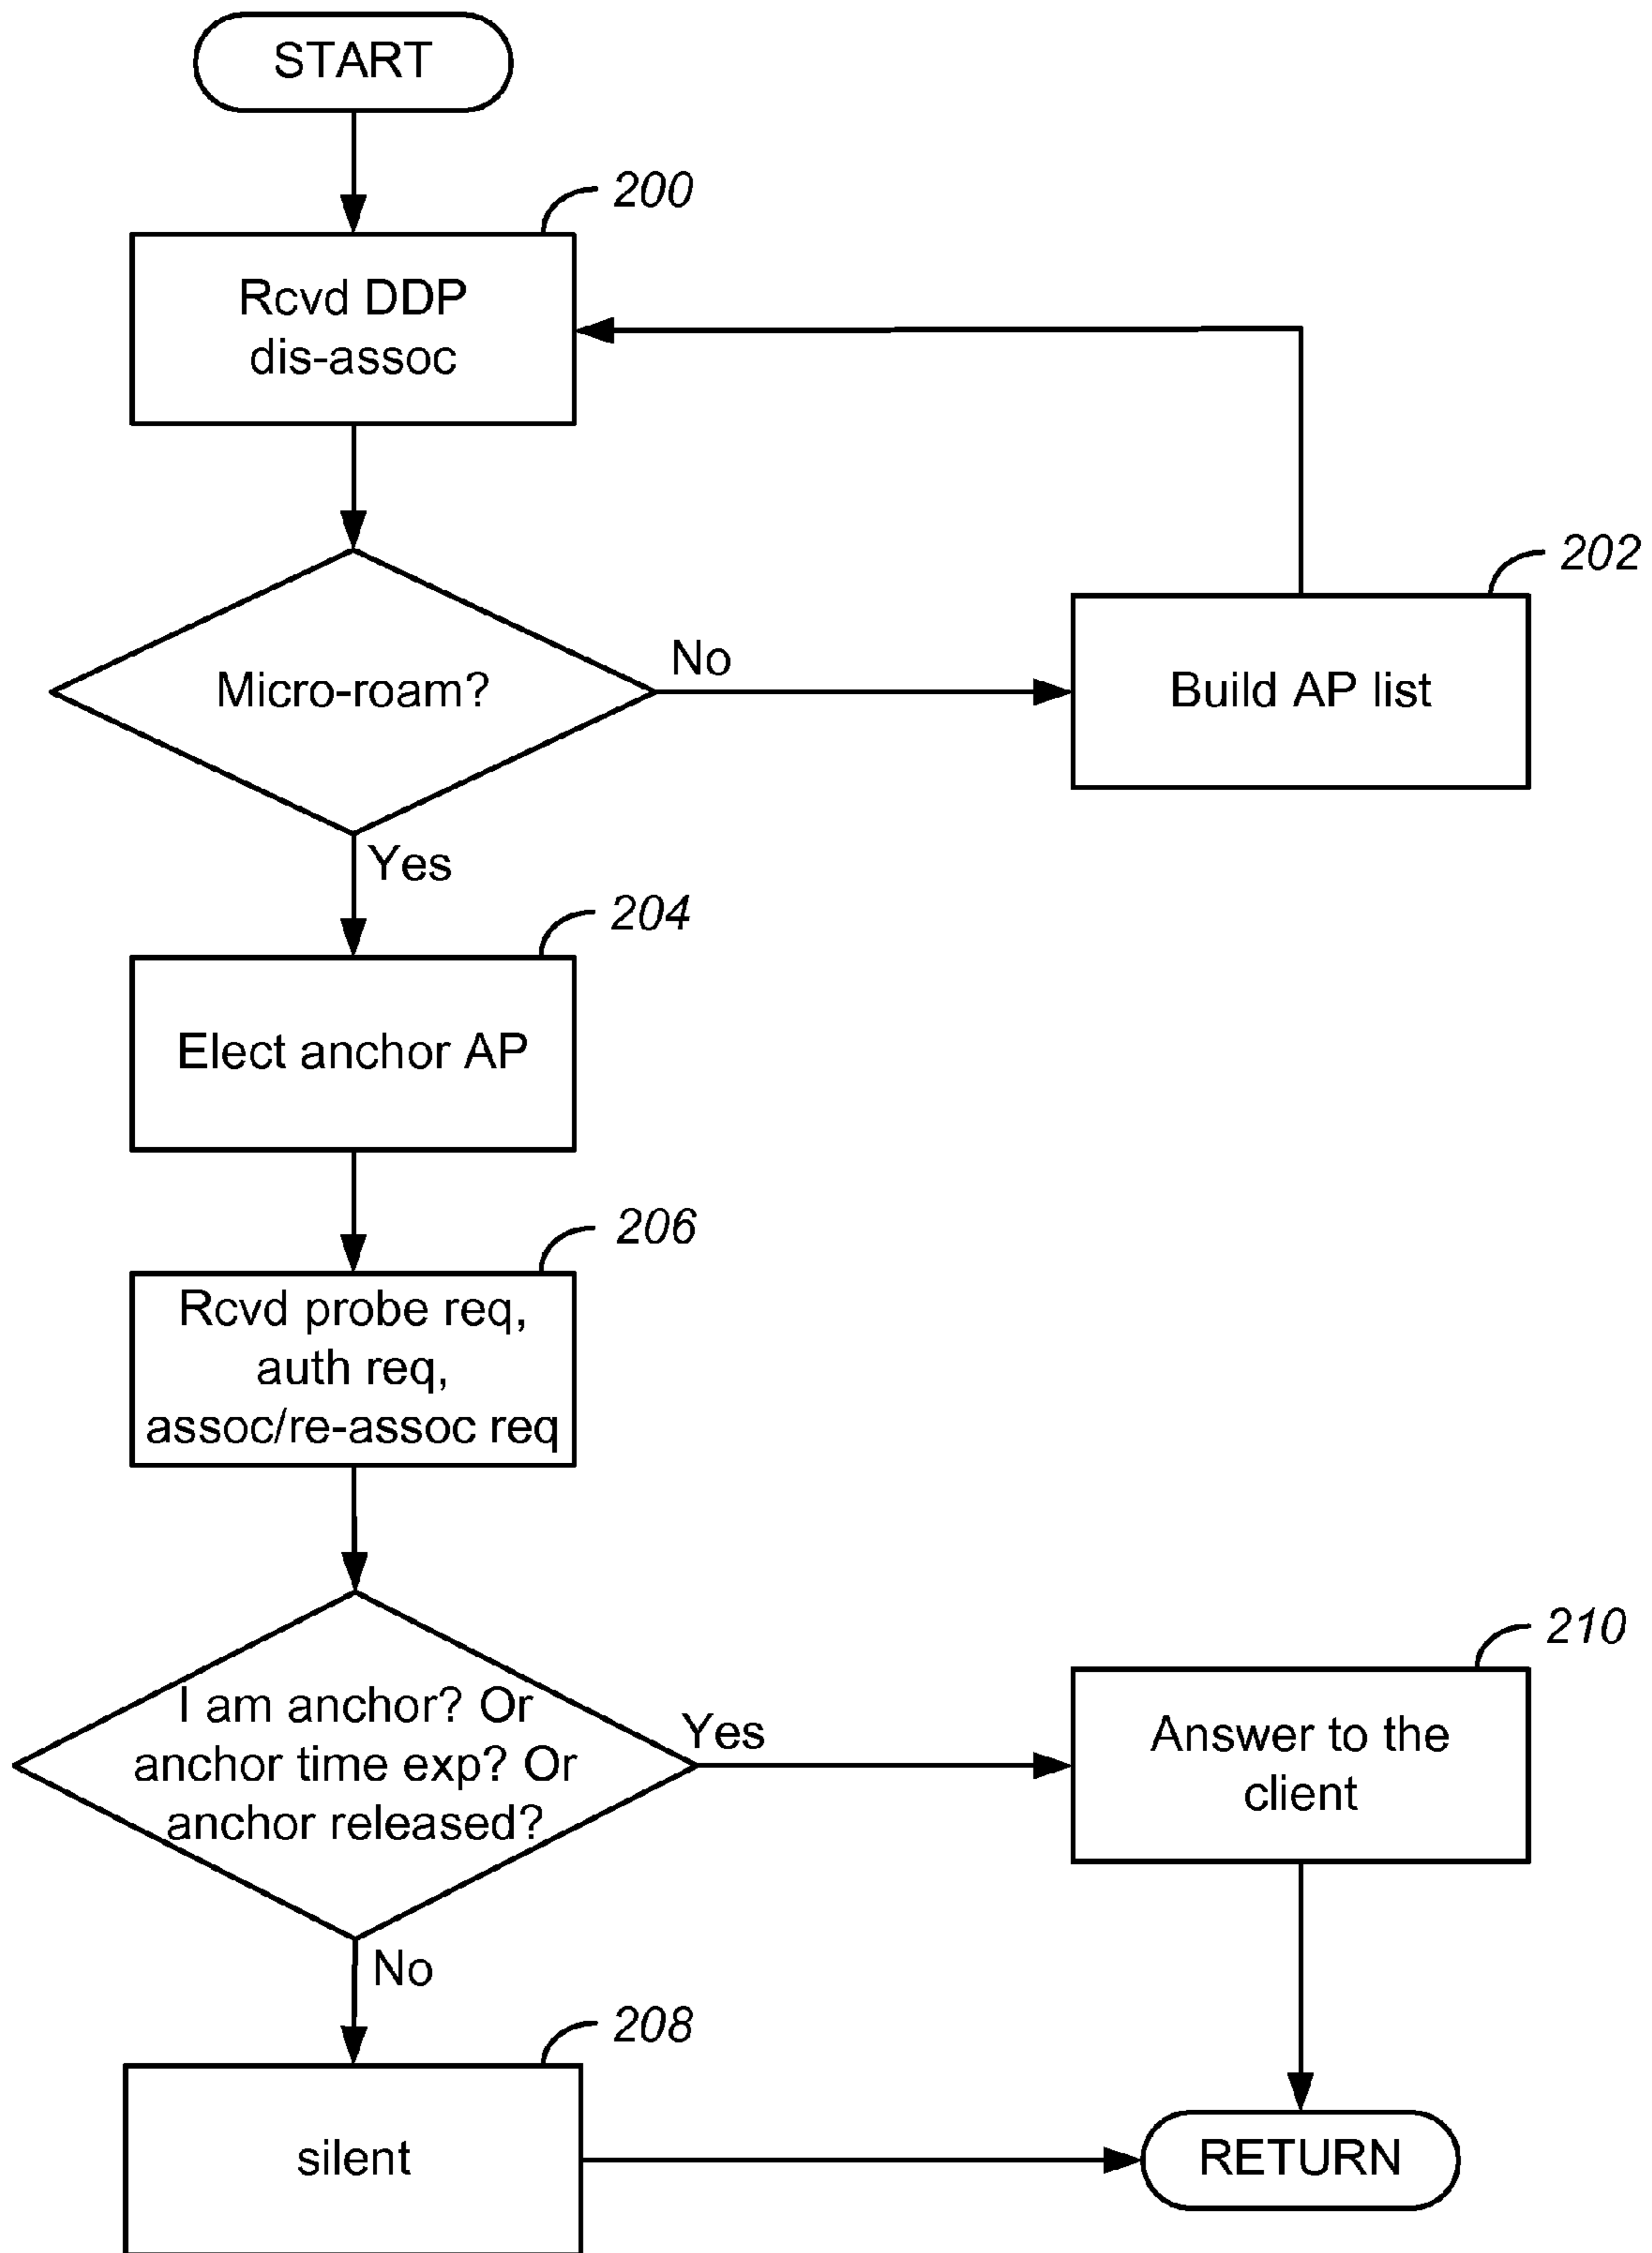 START
200
Rcvd DDP
dis-assoc
202
Micro-roam?
No
Build AP list
Yes
204
Elect anchor AP
206
Rcvd probe req,
auth req,
assoc/re-assoc req
210
I am anchor? Or
anchor time exp? Or
anchor released?
Yes
Answer to the
client
No
208
silent
RETURN